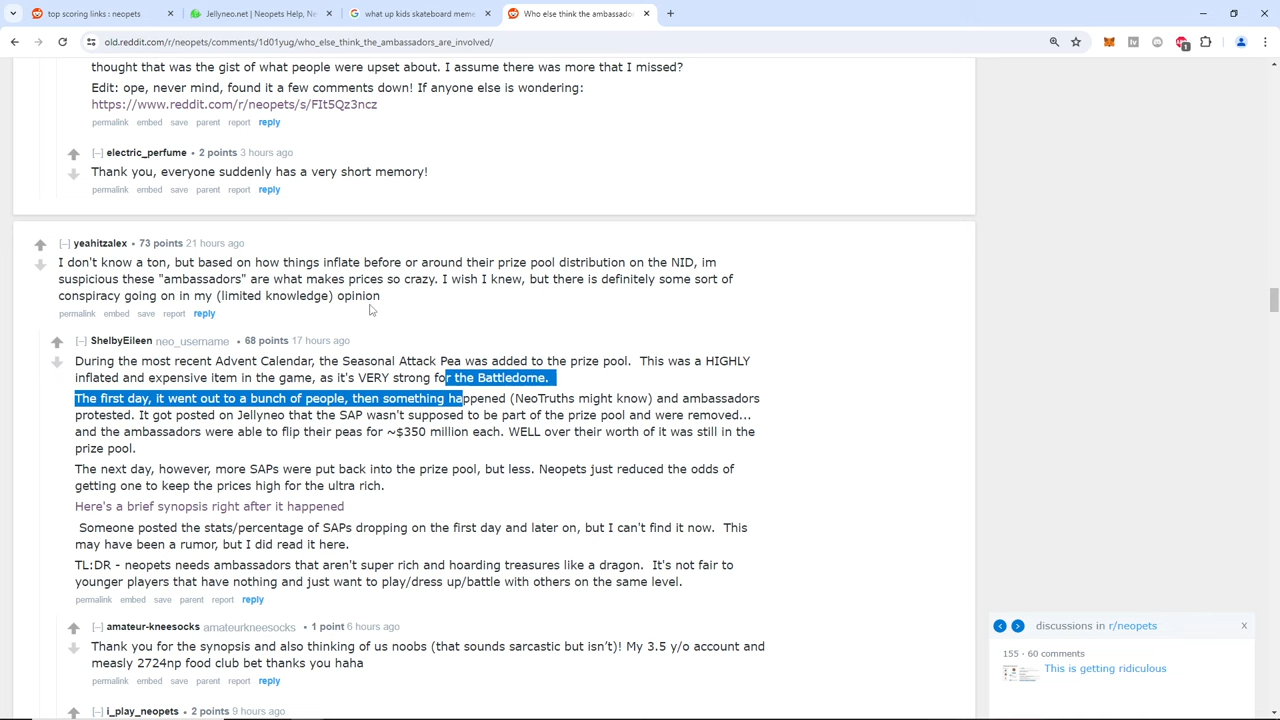 top scoring links : neopets
Jellyneo.net | Neopets Help, Ne
what up kids skateboard meme
Who else think the ambassado
old.reddit.com/r/neopets/comments/1d01yug/who_else_think_the_ambassadors_are_involved/
1
thought that was the gist of what people were upset about. I assume there was more that I missed?
Edit: ope, never mind, found it a few comments down! If anyone else is wondering:
https://www.reddit.com/r/neopets/s/FIt5Qz3ncz
permalink embed save parent report reply
[–] electric_perfume • 2 points 3 hours ago
Thank you, everyone suddenly has a very short memory!
permalink embed save parent report reply
[–] yeahitzalex • 73 points 21 hours ago
I don't know a ton, but based on how things inflate before or around their prize pool distribution on the NID, im
suspicious these "ambassadors" are what makes prices so crazy. I wish I knew, but there is definitely some sort of
conspiracy going on in my (limited knowledge) opinion
permalink embed save report reply
[–] ShelbyEileen neo_username • 68 points 17 hours ago
During the most recent Advent Calendar, the Seasonal Attack Pea was added to the prize pool. This was a HIGHLY
inflated and expensive item in the game, as it's VERY strong for the Battledome.
The first day, it went out to a bunch of people, then something happened (NeoTruths might know) and ambassadors
protested. It got posted on Jellyneo that the SAP wasn't supposed to be part of the prize pool and were removed...
and the ambassadors were able to flip their peas for ~$350 million each. WELL over their worth of it was still in the
prize pool.
The next day, however, more SAPs were put back into the prize pool, but less. Neopets just reduced the odds of
getting one to keep the prices high for the ultra rich.
Here's a brief synopsis right after it happened
Someone posted the stats/percentage of SAPs dropping on the first day and later on, but I can't find it now. This
may have been a rumor, but I did read it here.
TL:DR - neopets needs ambassadors that aren't super rich and hoarding treasures like a dragon. It's not fair to
younger players that have nothing and just want to play/dress up/battle with others on the same level.
permalink embed save parent report reply
[–] amateur-kneesocks amateurkneesocks • 1 point 6 hours ago
Thank you for the synopsis and also thinking of us noobs (that sounds sarcastic but isn't)! My 3.5 y/o account and
measly 2724np food club bet thanks you haha
permalink embed save parent report reply
[–] i_play_neopets • 2 points 9 hours ago
discussions in r/neopets X
155 · 60 comments
This is getting ridiculous